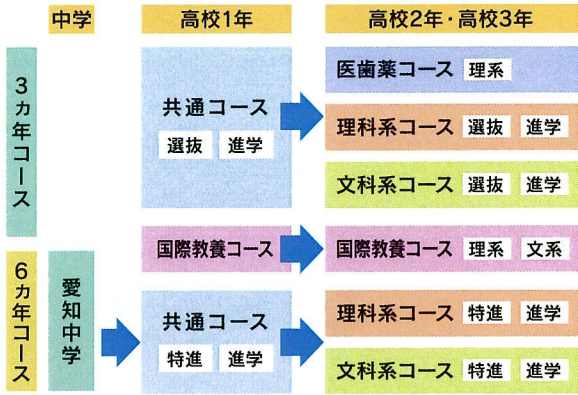 中学
高校1年
高校2年・高校3年
3ヵ年コース
共通コース
選抜 進学
医歯薬コース 理系
理科系コース 選抜 進学
文科系コース 選抜 進学
国際教養コース
国際教養コース 理系 文系
6ヵ年コース
愛知中学
共通コース
特進 進学
理科系コース 特進 進学
文科系コース 特進 進学